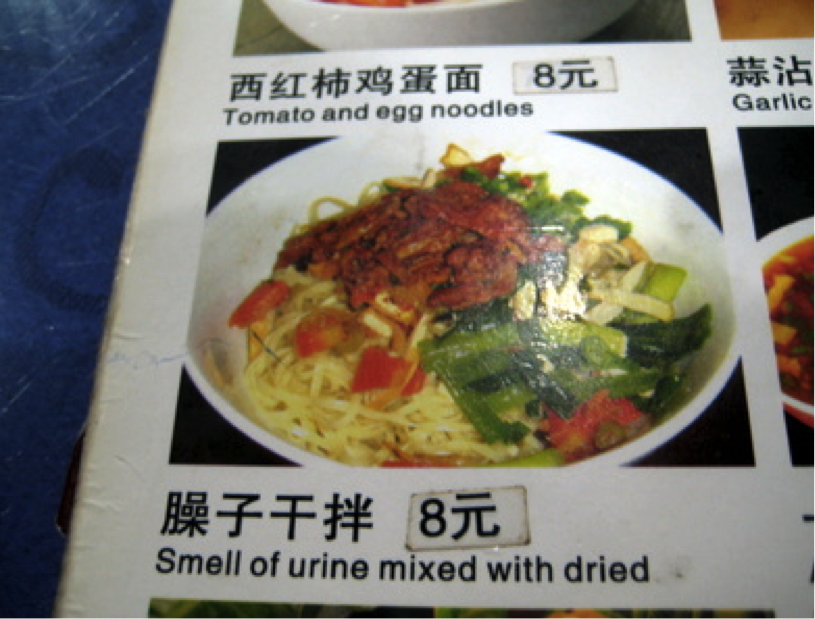 西红柿鸡蛋面 8元
Tomato and egg noodles
蒜沾
Garlic
臊子干拌 8元
Smell of urine mixed with dried